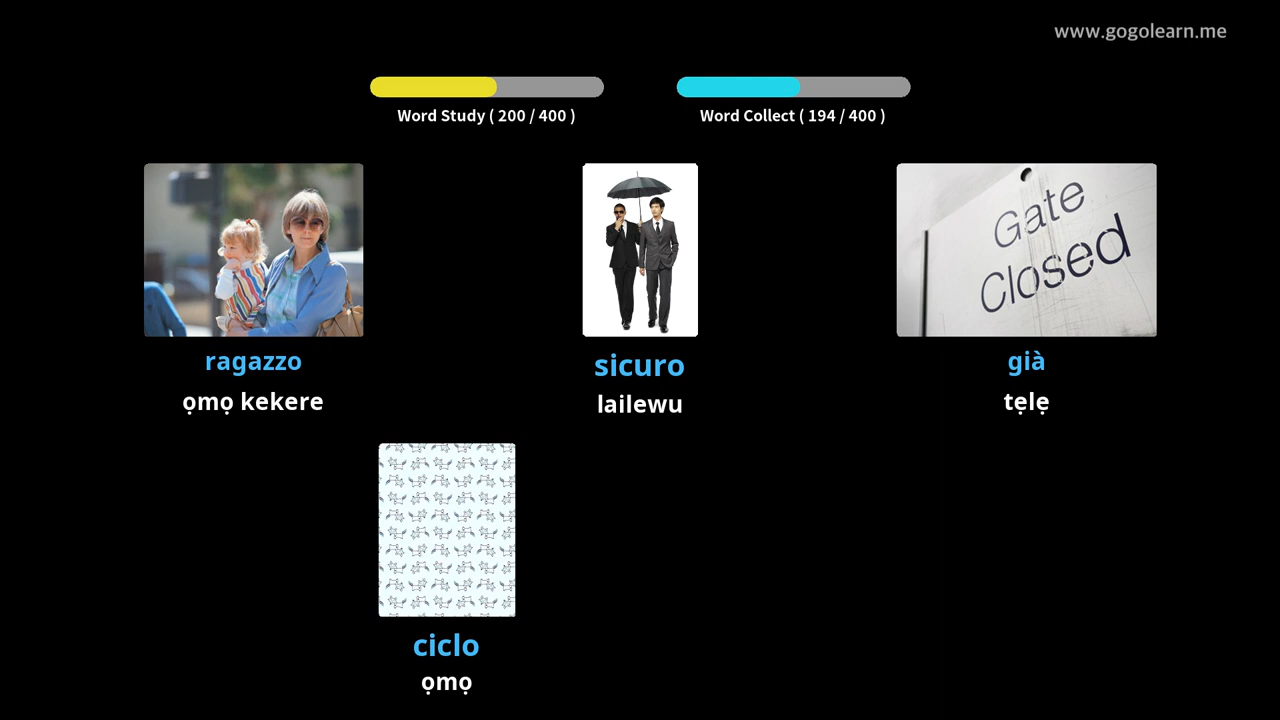 www.gogolearn.me
Word Study ( 200 / 400 )
Word Collect ( 194 / 400 )
Gate
Closed
ragazzo
ọmọ kekere
sicuro
lailewu
già
tẹlẹ
ciclo
ọmọ